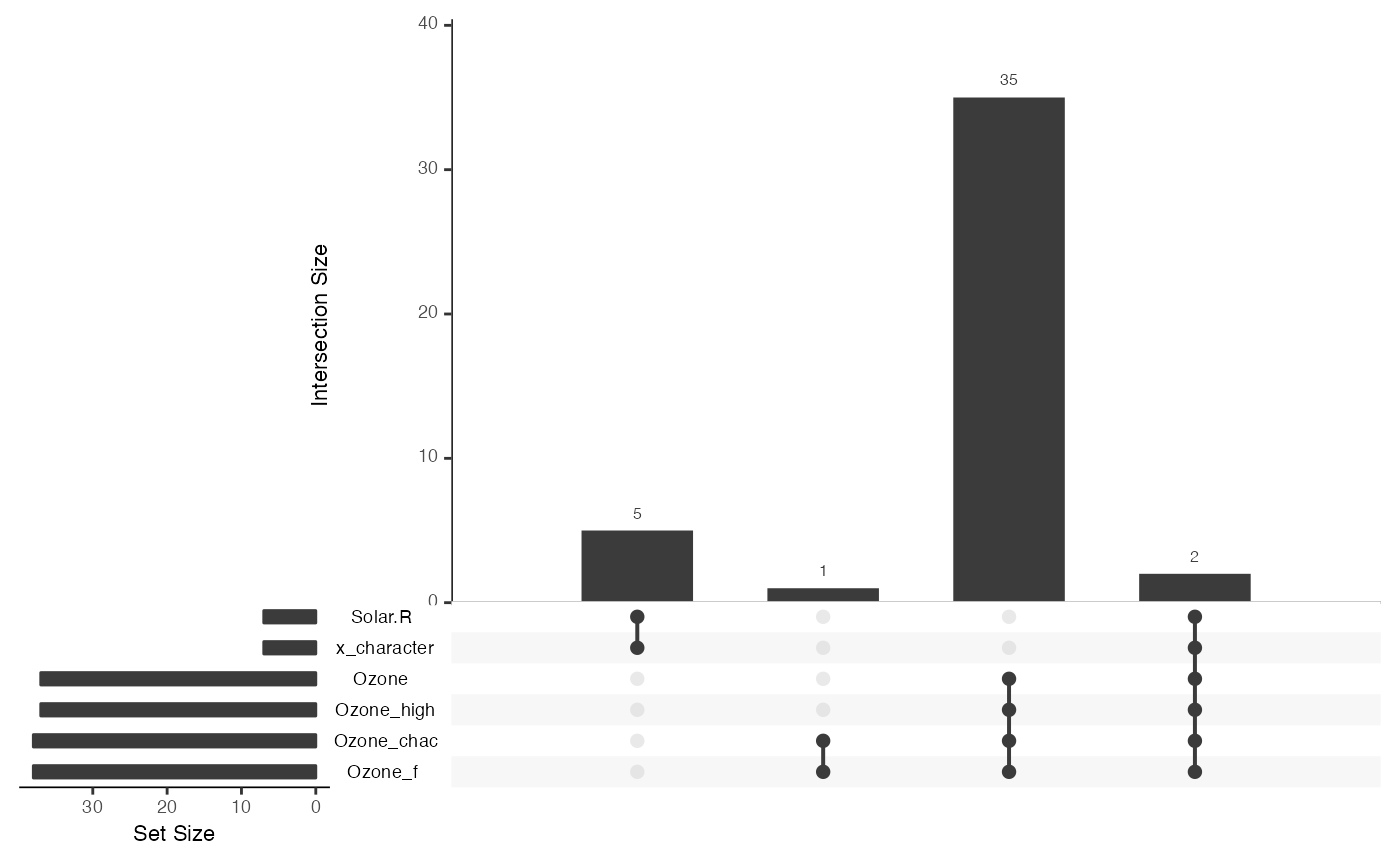 40
35
30
Intersection Size
20
10
5
1
2
0
Solar.R
x_character
Ozone
Ozone_high
Ozone_chac
Ozone_f
30 20 10 0
Set Size